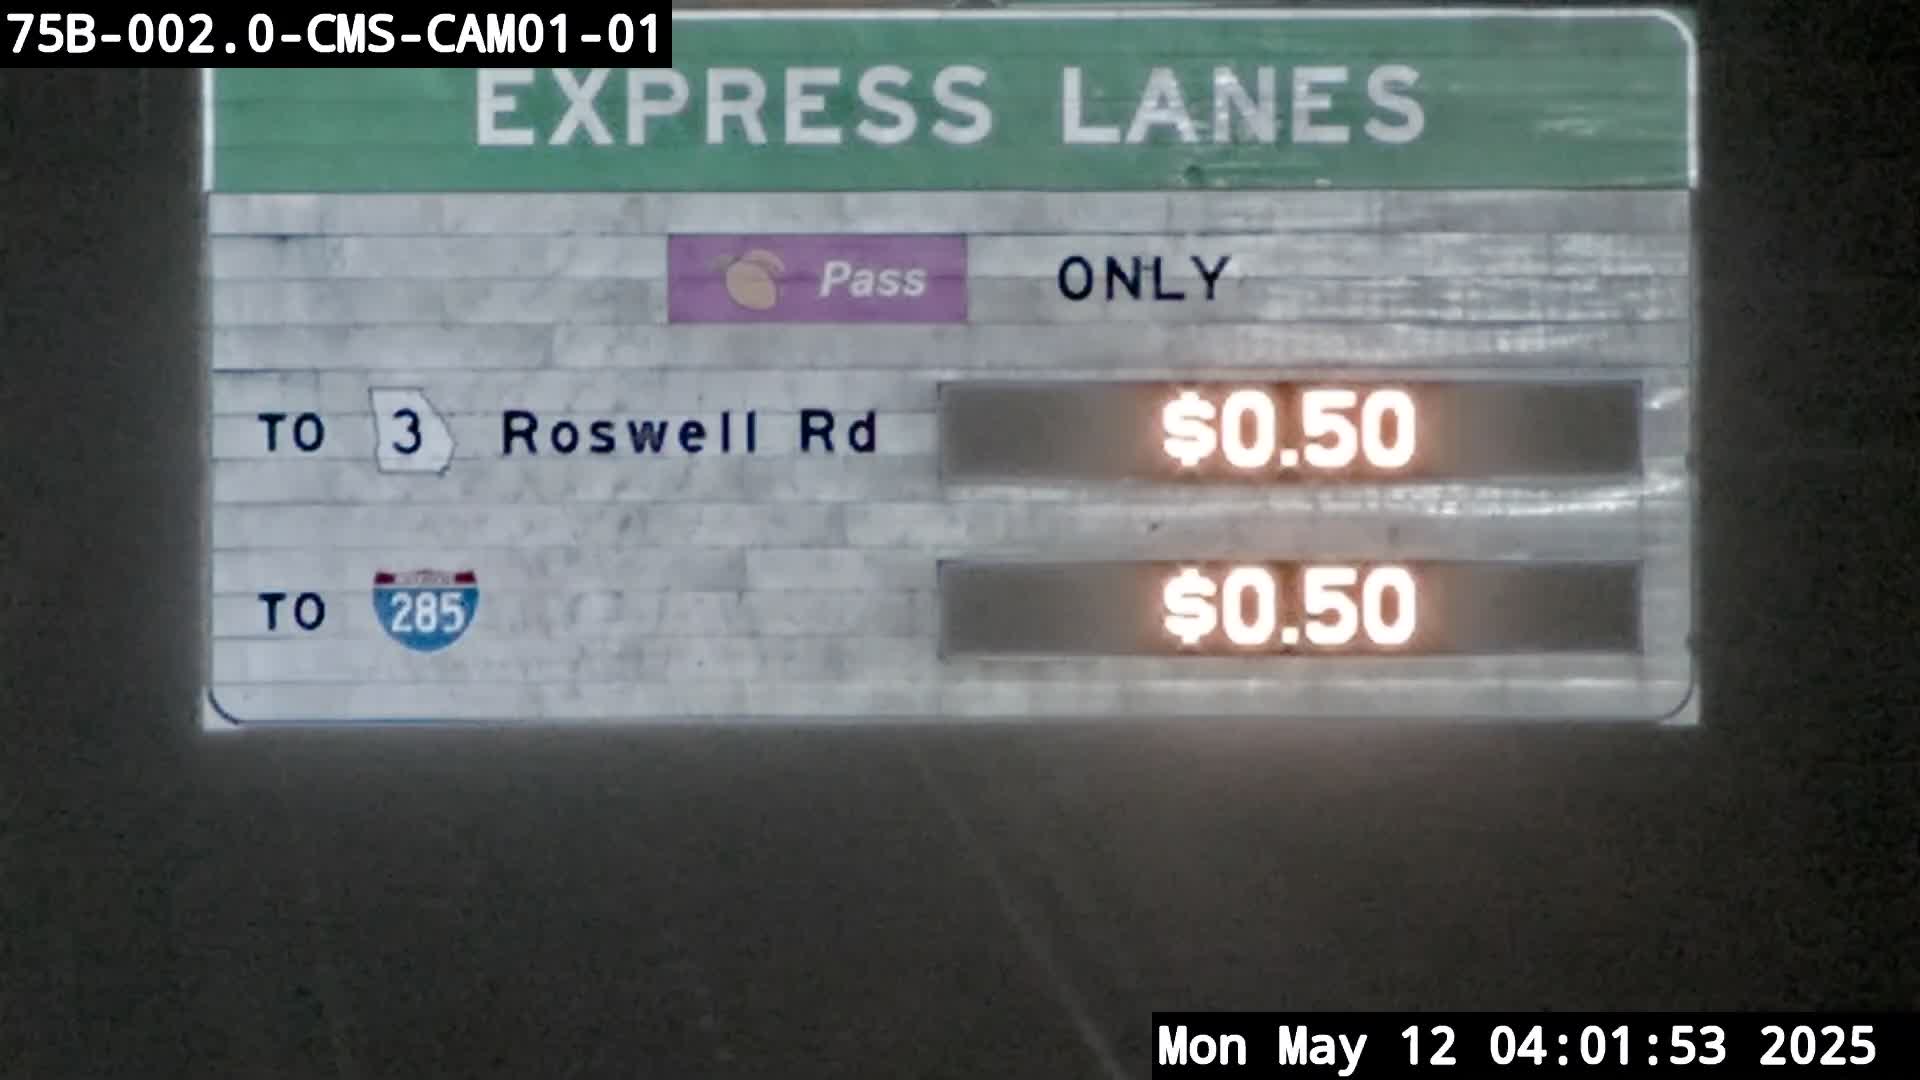 75B-002.0-CMS-CAM01-01
EXPRESS LANES
Pass ONLY
TO 3 Roswell Rd $0.50
TO 285 $0.50
Mon May 12 04:01:53 2025